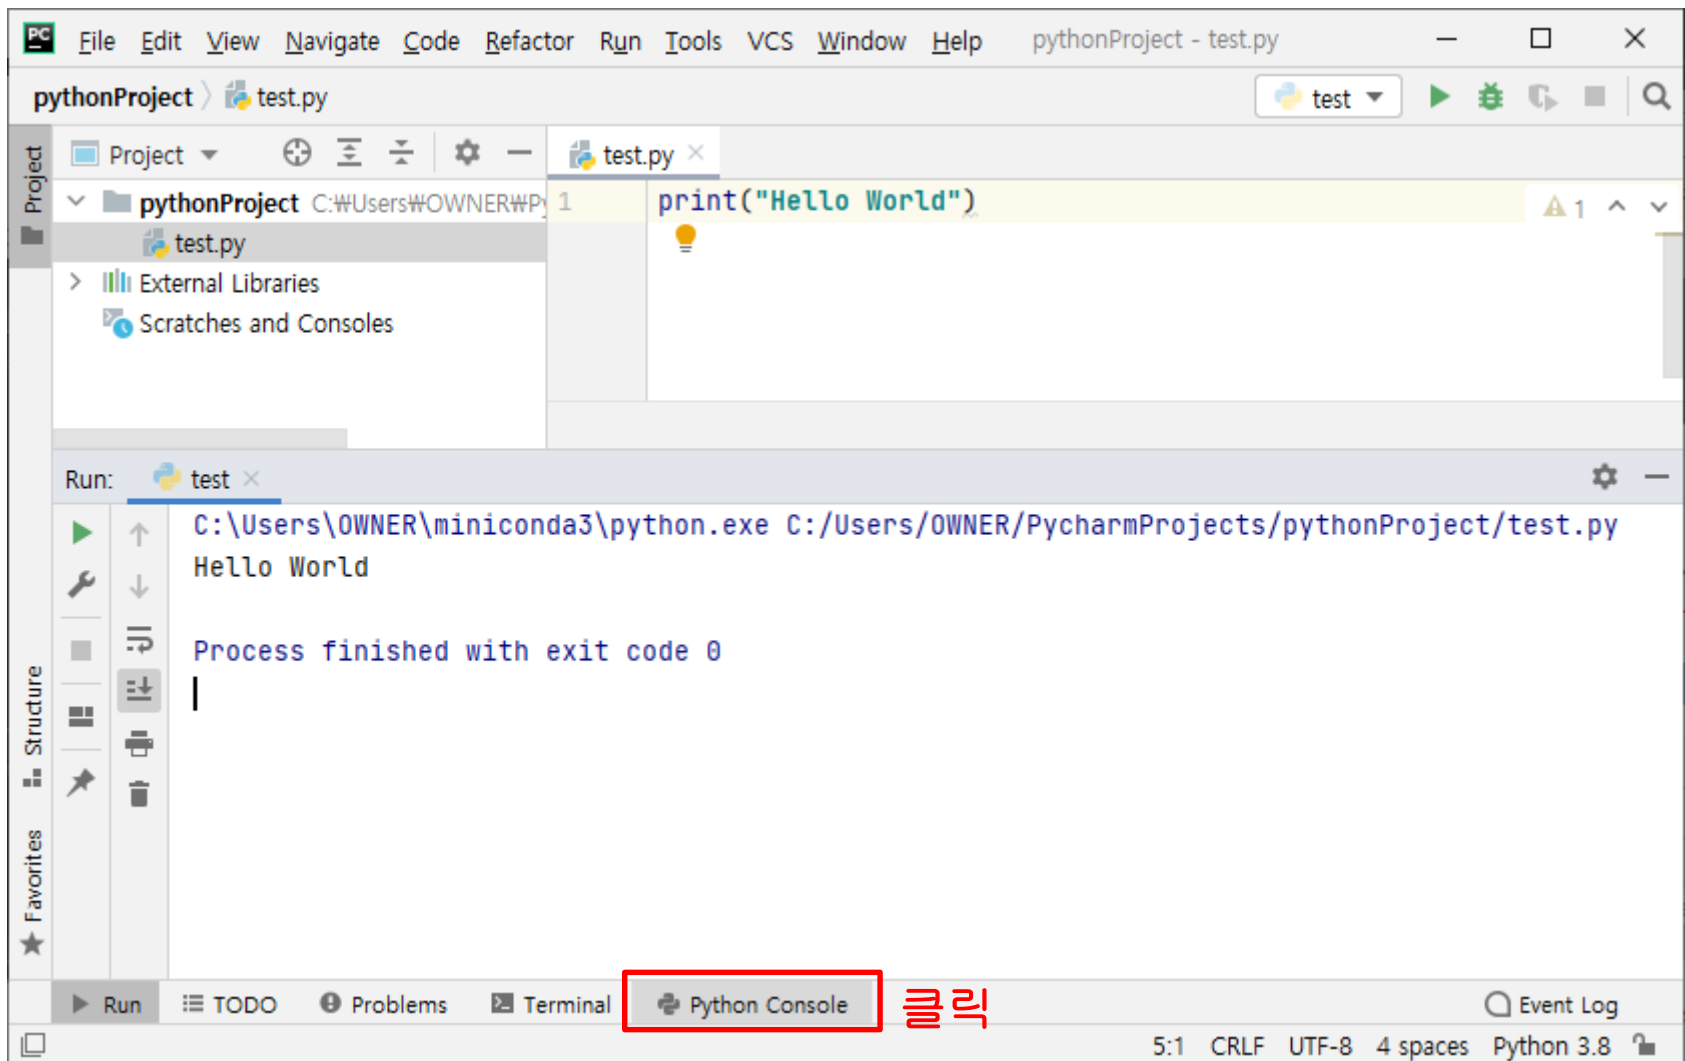 PC File Edit View Navigate Code Refactor Run Tools VCS Window Help pythonProject - test.py
pythonProject test.py test
Project
Project
test.py
pythonProject C:₩Users₩OWNER₩Py
test.py
External Libraries
Scratches and Consoles
1 print("Hello World")
1
Run: test
C:\Users\OWNER\miniconda3\python.exe C:/Users/OWNER/PycharmProjects/pythonProject/test.py
Hello World
Process finished with exit code 0
Structure
Favorites
Run TODO Problems Terminal Python Console 클릭 Event Log
5:1 CRLF UTF-8 4 spaces Python 3.8